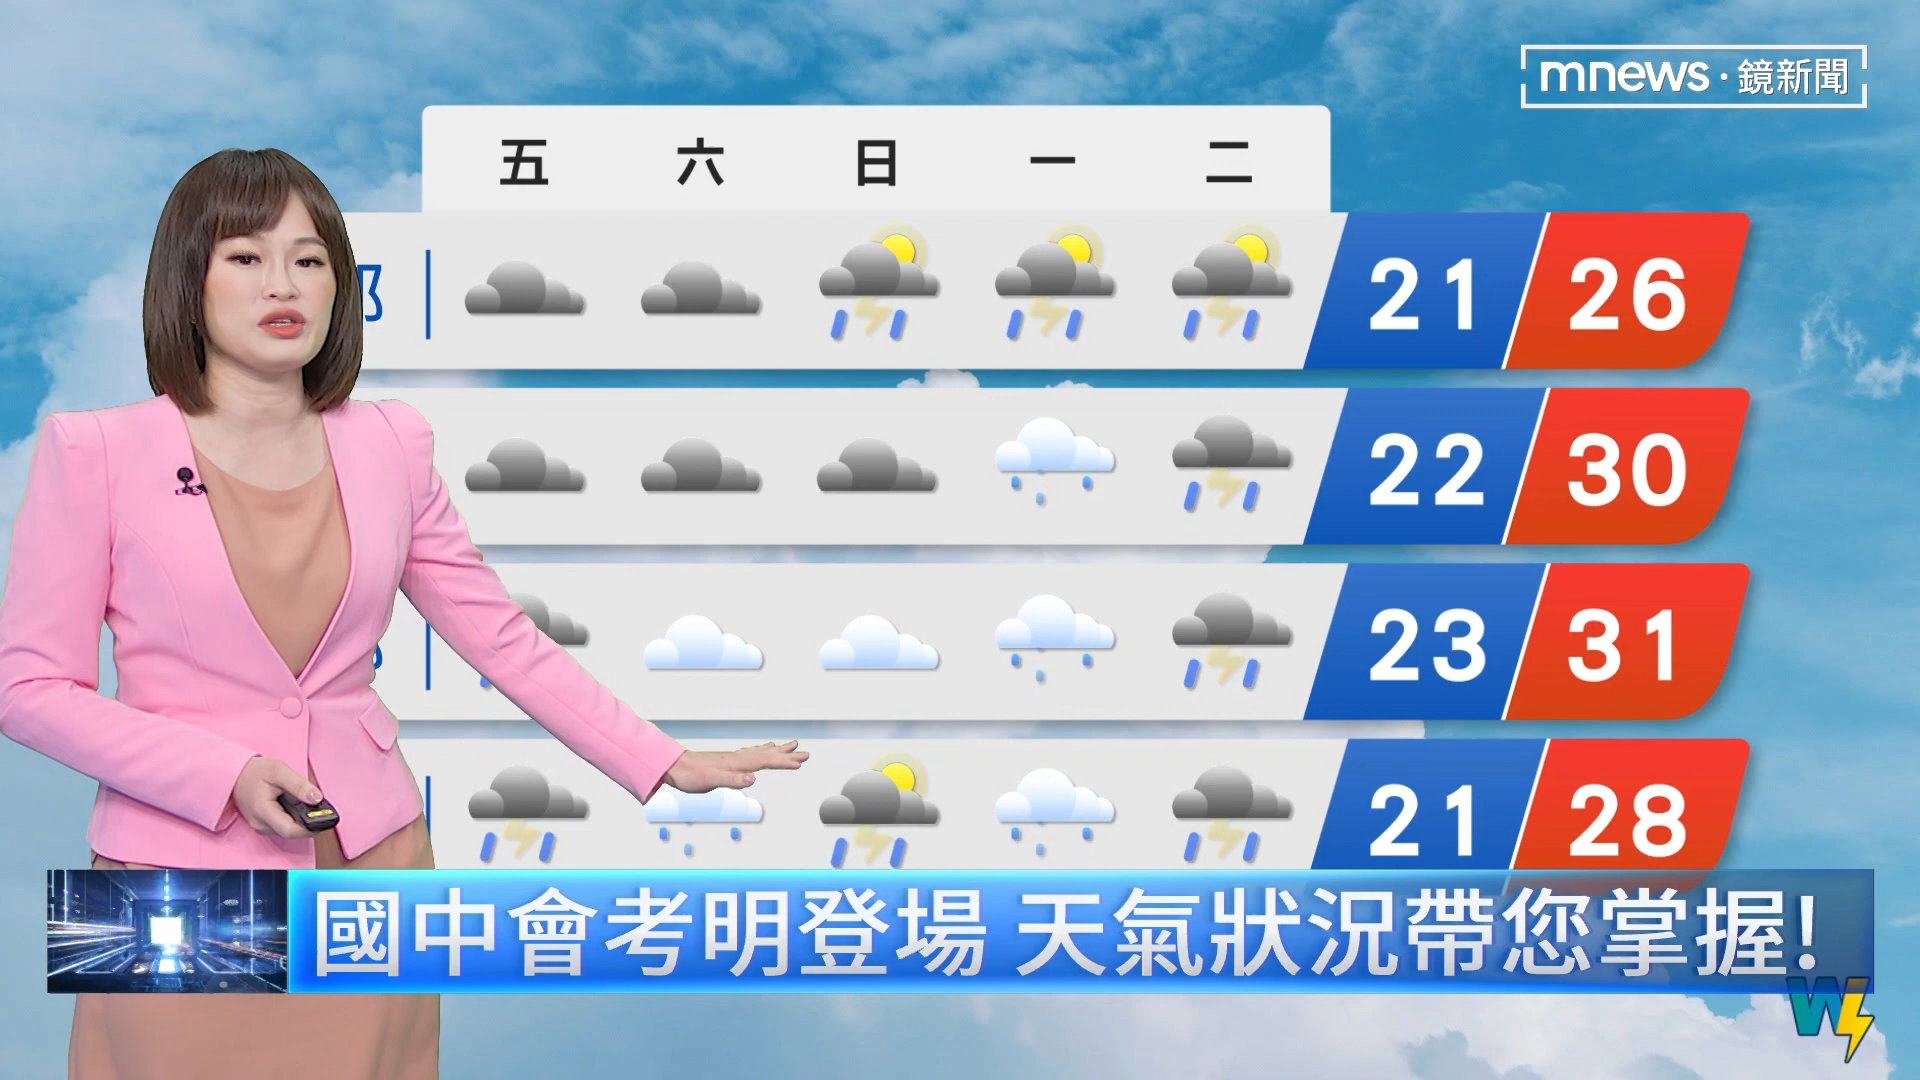 mnews·鏡新聞
五 六 日 一 二
21 26
22 30
23 31
21 28
國中會考明登場 天氣狀況帶您掌握!
W